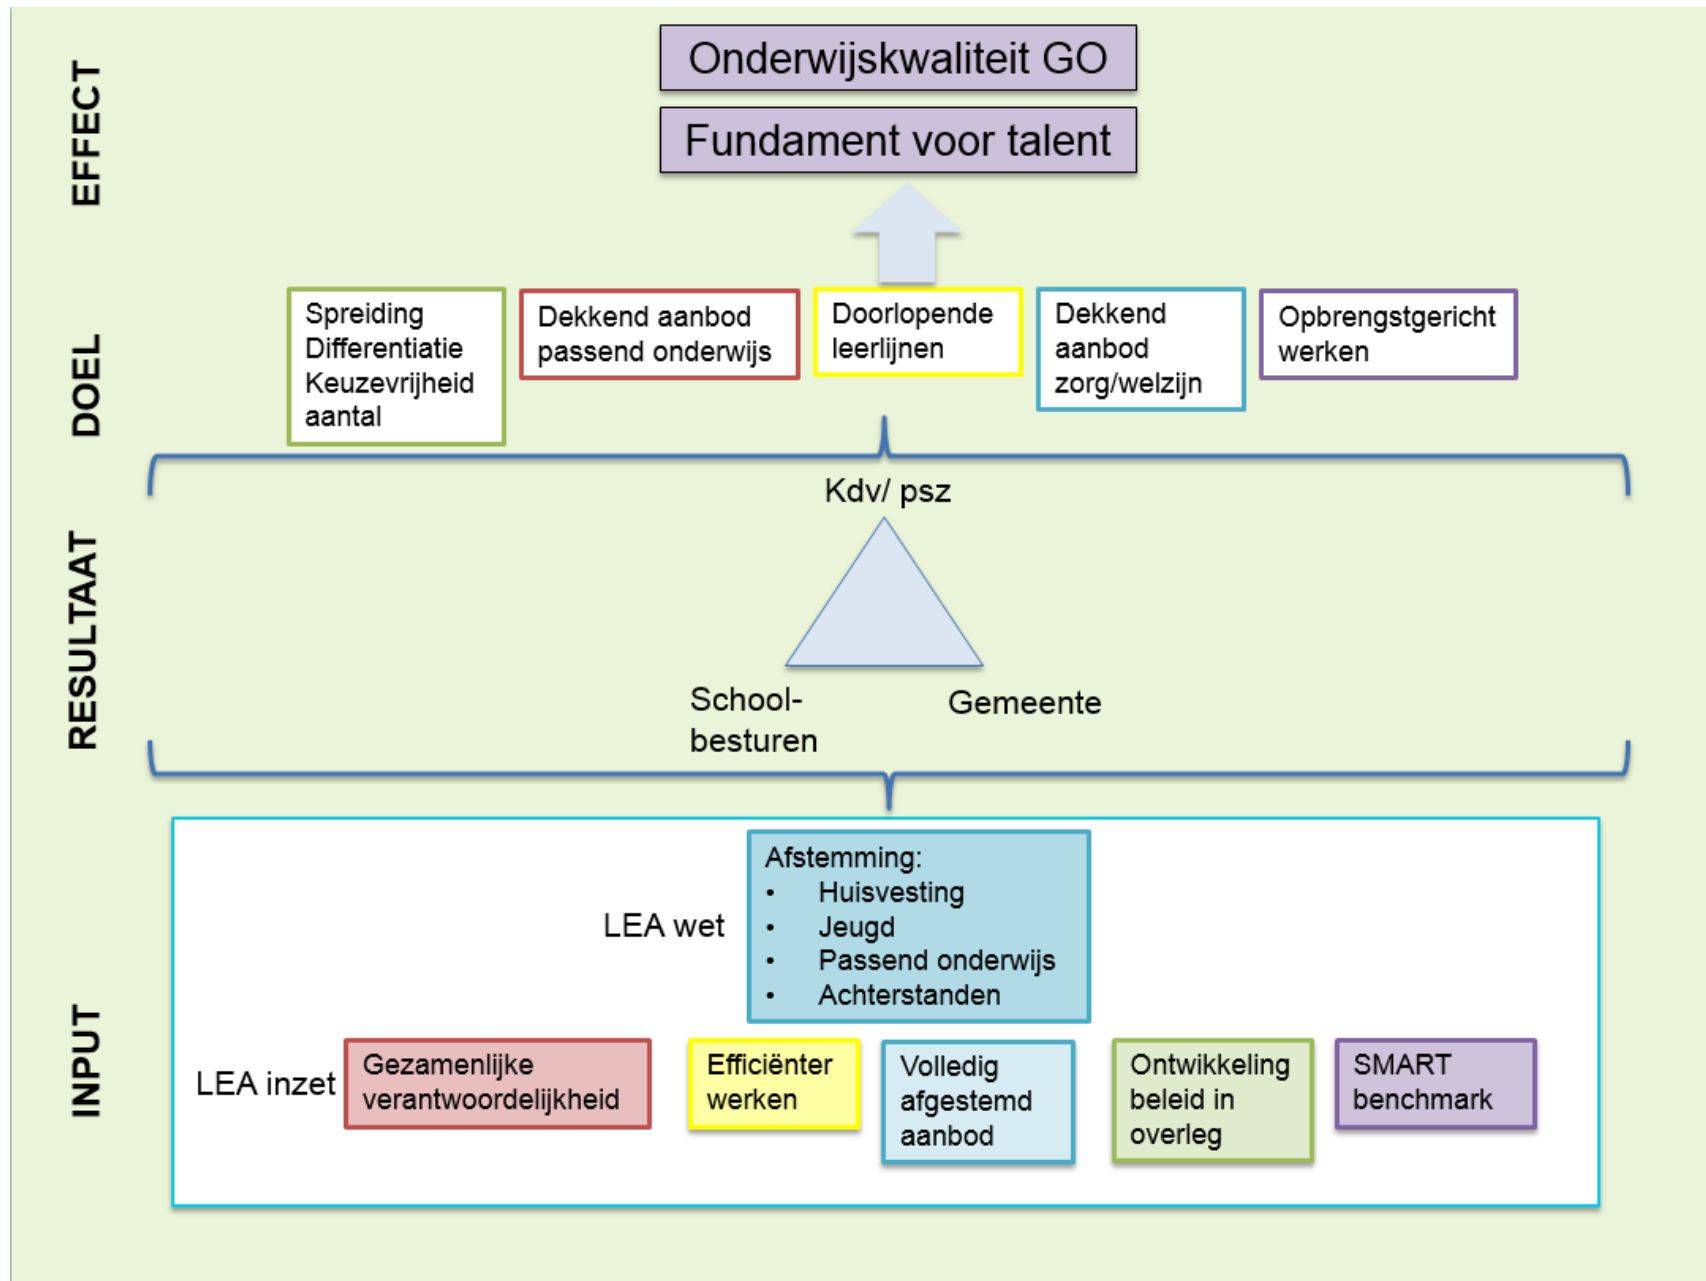 EFFECT
Onderwijskwaliteit GO
Fundament voor talent
DOEL
Spreiding
Differentiatie
Keuzevrijheid
aantal
Dekkend aanbod
passend onderwijs
Doorlopende
leerlijnen
Dekkend
aanbod
zorg/welzijn
Opbrengstgericht
werken
RESULTAAT
Kdv/ psz
School-
besturen
Gemeente
INPUT
LEA wet
Afstemming:
• Huisvesting
• Jeugd
• Passend onderwijs
• Achterstanden
LEA inzet
Gezamenlijke
verantwoordelijkheid
Efficiënter
werken
Volledig
afgestemd
aanbod
Ontwikkeling
beleid in
overleg
SMART
benchmark